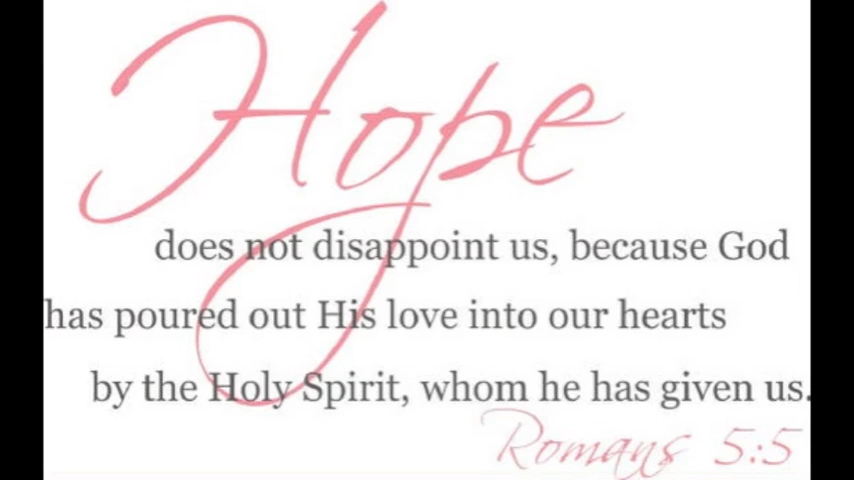 Hope
does not disappoint us, because God
has poured out His love into our hearts
by the Holy Spirit, whom he has given us.
Romans 5:5